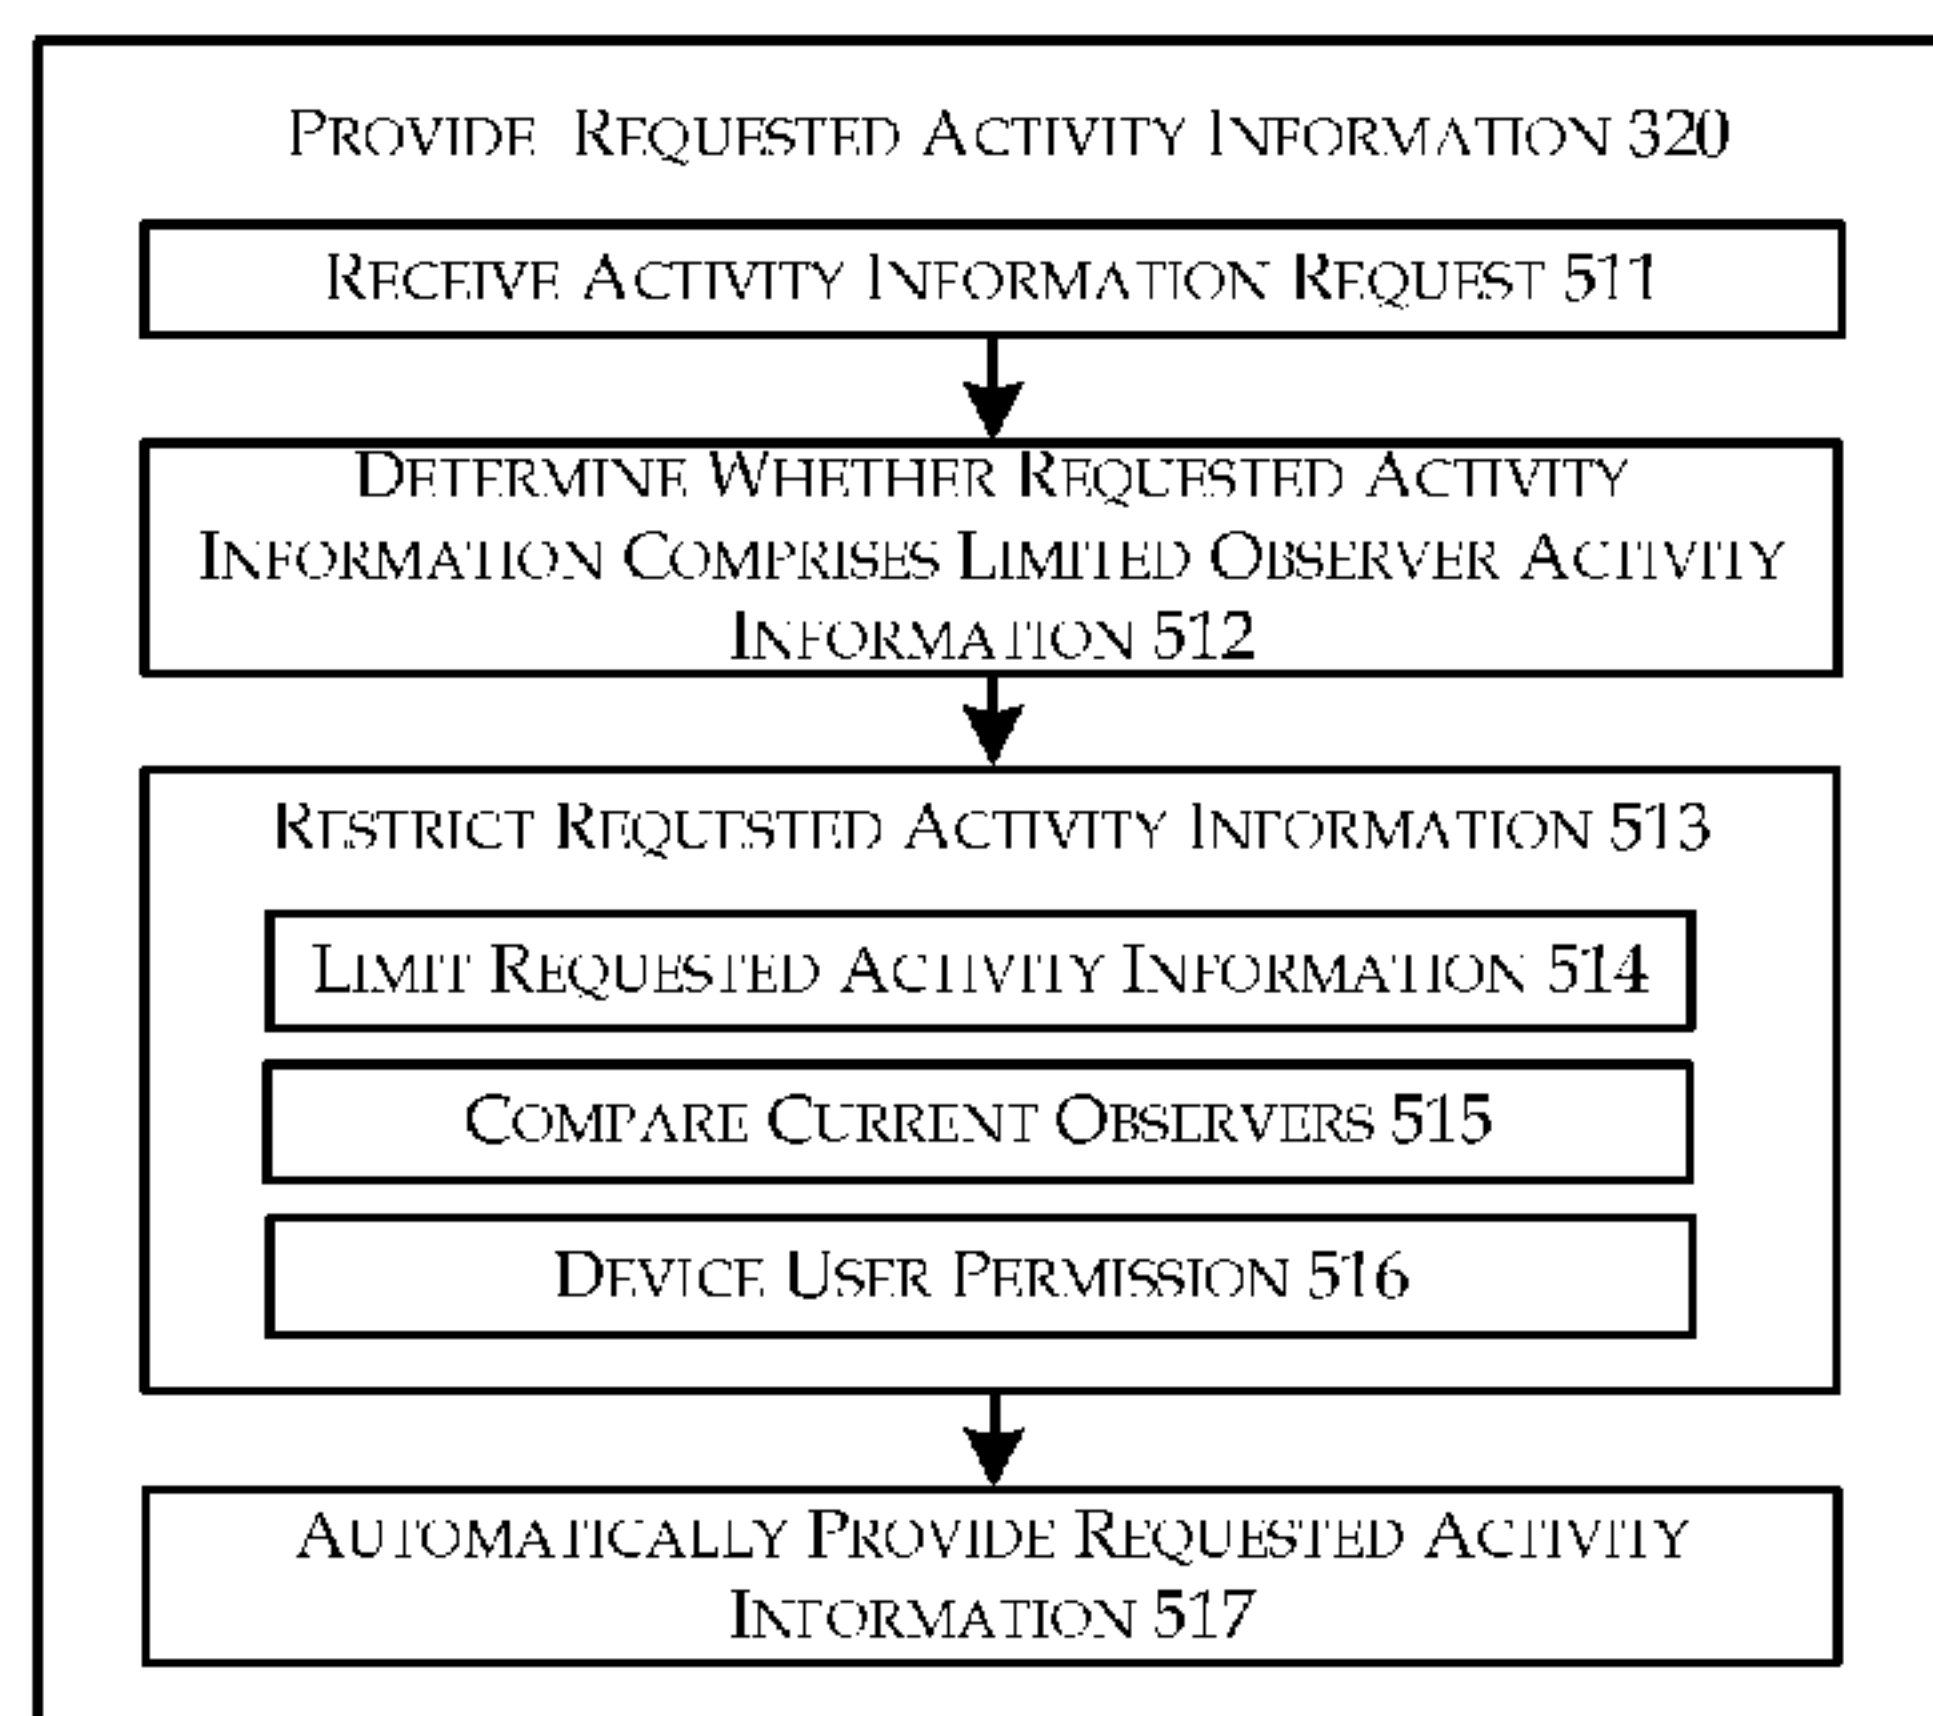 PROVIDE REQUESTED ACTIVITY INFORMATION 320
RECEIVE ACTIVITY INFORMATION REQUEST 511
DETERMINE WHETHER REQUESTED ACTIVITY
INFORMATION COMPRISES LIMITED OBSERVER ACTIVITY
INFORMATION 512
RESTRICT REQUESTED ACTIVITY INFORMATION 513
LIMIT REQUESTED ACTIVITY INFORMATION 514
COMPARE CURRENT OBSERVERS 515
DEVICE USER PERMISSION 516
AUTOMATICALLY PROVIDE REQUESTED ACTIVITY
INFORMATION 517